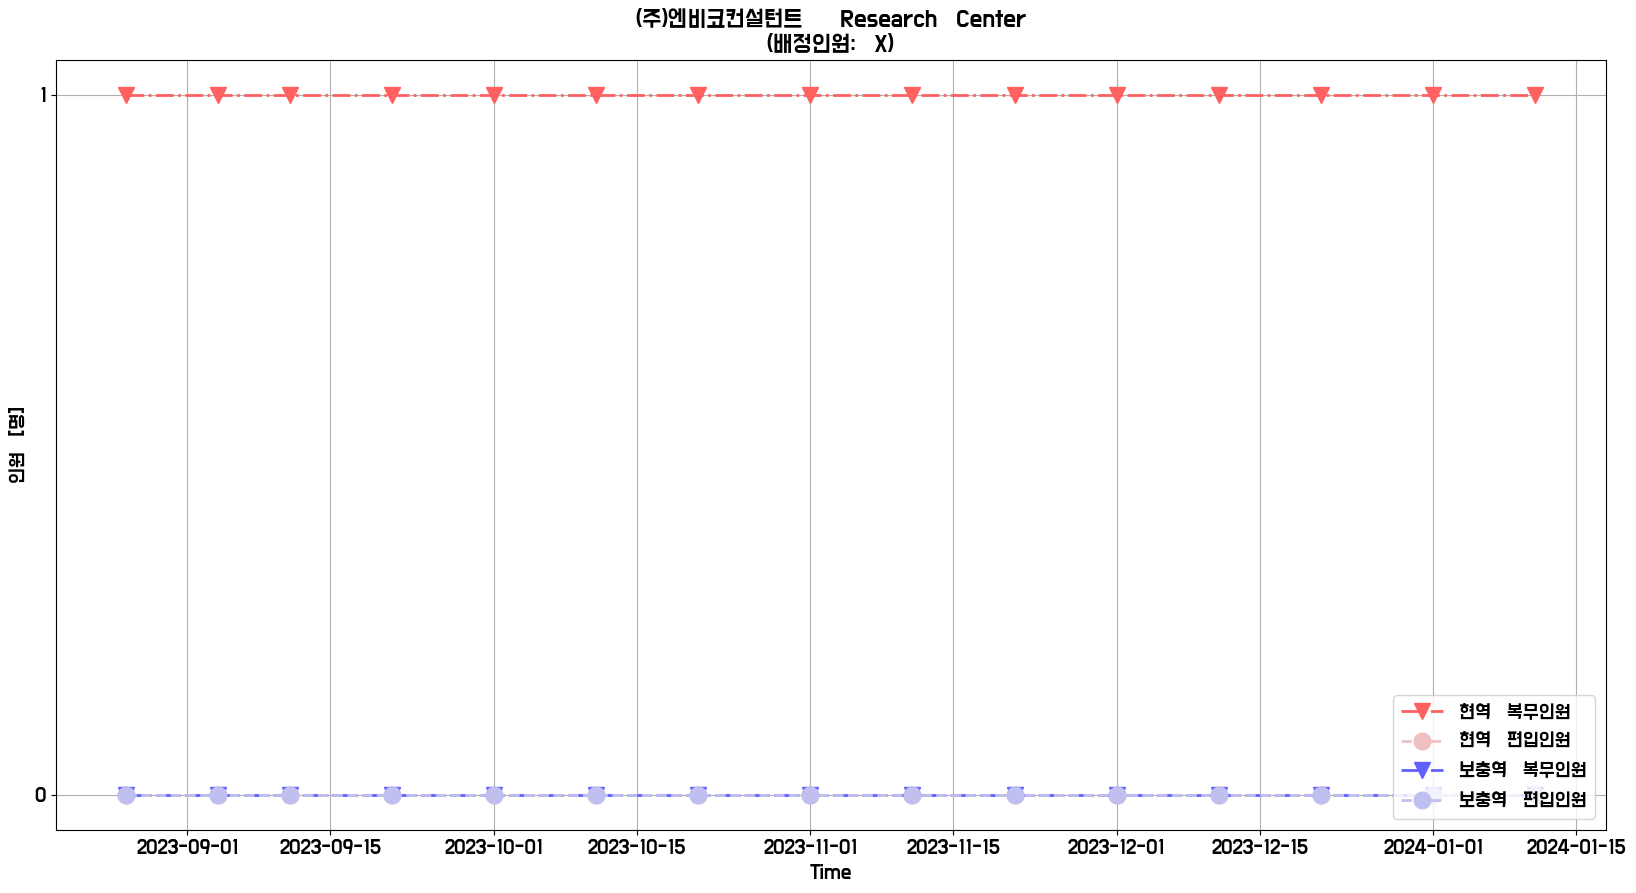 (주)엔비코컨설턴트 Research Center
(배정인원: X)
1
0
인원 [명]
현역 복무인원
현역 편입인원
보충역 복무인원
보충역 편입인원
2023-09-01 2023-09-15 2023-10-01 2023-10-15 2023-11-01 2023-11-15 2023-12-01 2023-12-15 2024-01-01 2024-01-15
Time